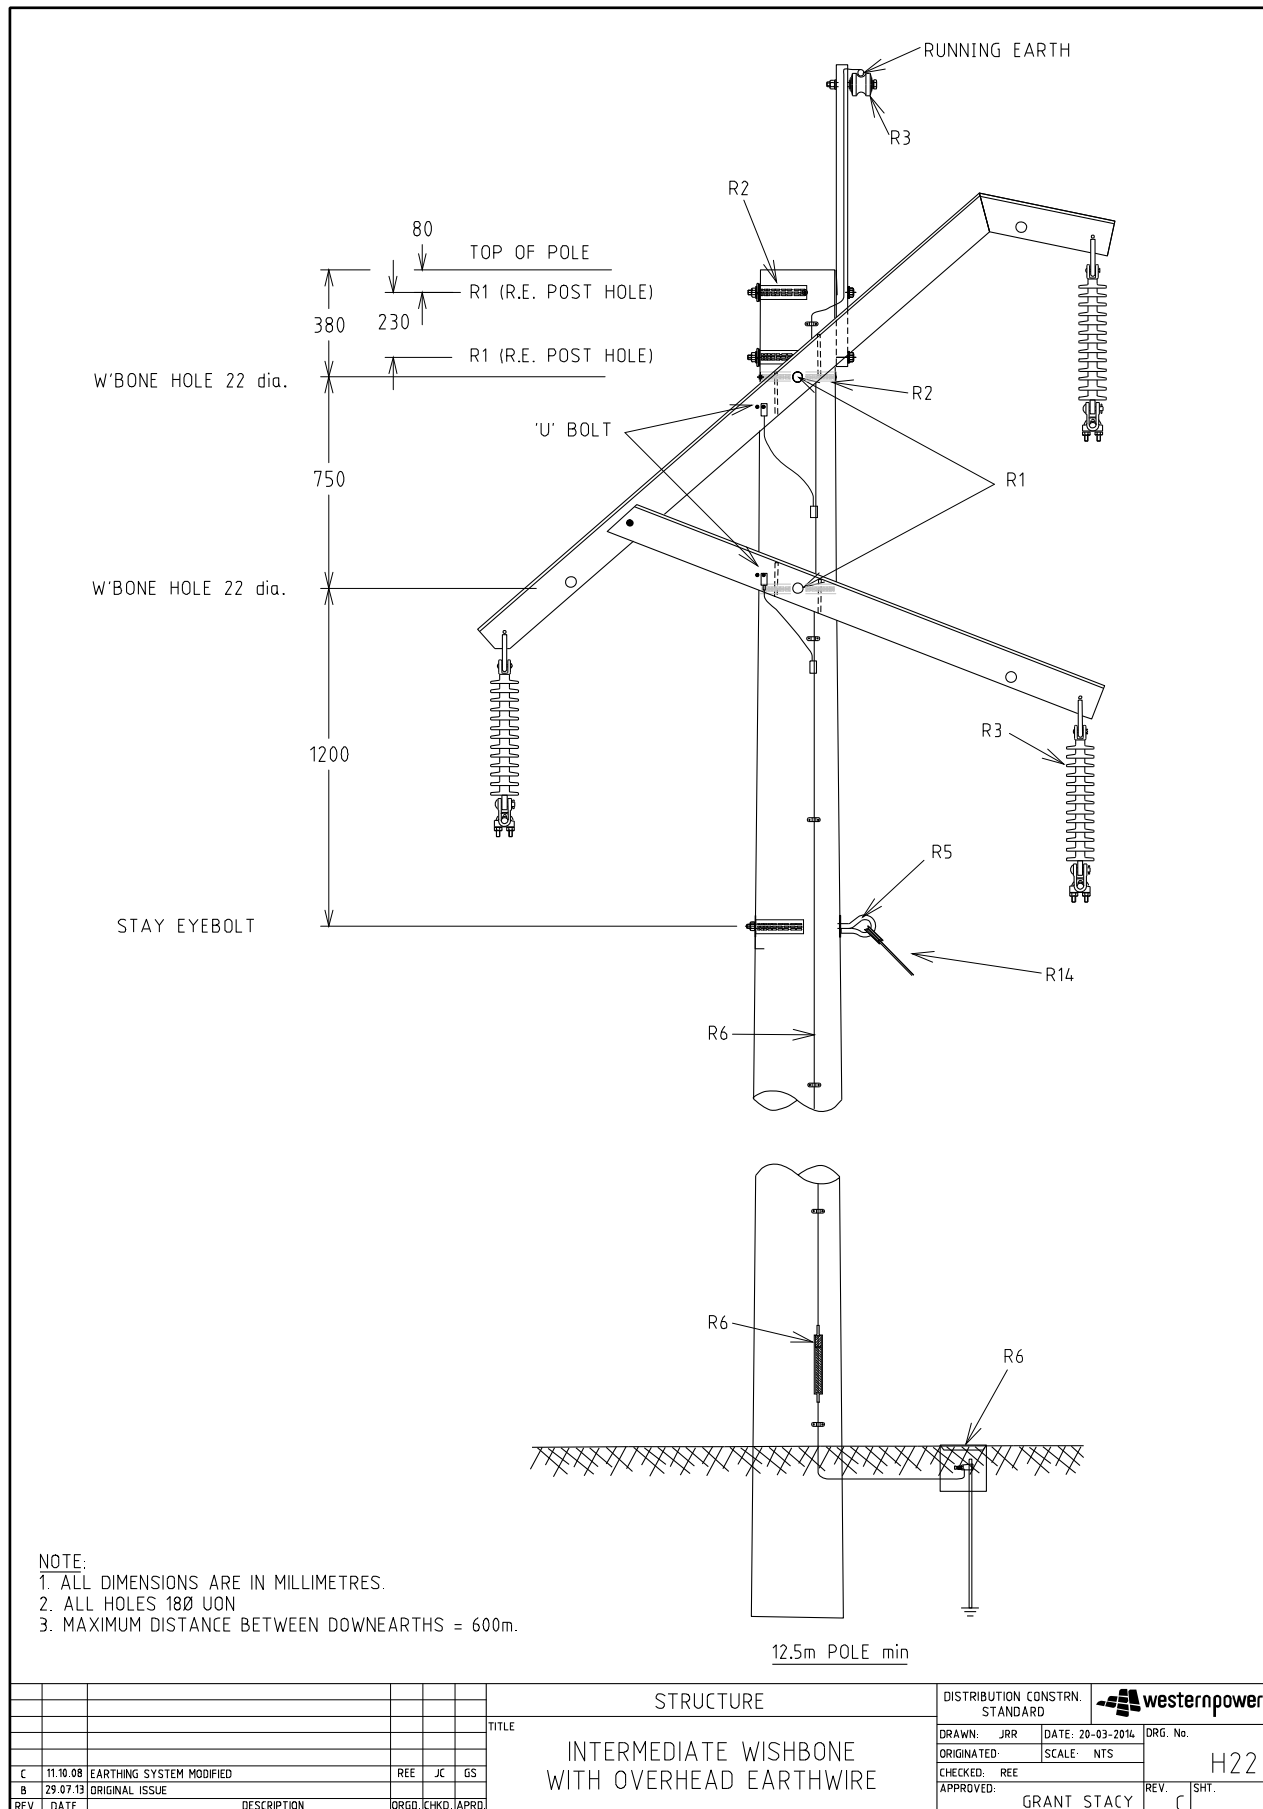 RUNNING EARTH
R3
R2
80
TOP OF POLE
R1 (R.E. POST HOLE)
380
230
R1 (R.E. POST HOLE)
W'BONE HOLE 22 dia.
R2
'U' BOLT
750
R1
W'BONE HOLE 22 dia.
R3
1200
R5
STAY EYEBOLT
R14
R6
R6
R6
NOTE:
1. ALL DIMENSIONS ARE IN MILLIMETRES.
2. ALL HOLES 18Ø UON
3. MAXIMUM DISTANCE BETWEEN DOWNEARTHS = 600m.
12.5m POLE min
STRUCTURE
TITLE
INTERMEDIATE WISHBONE
WITH OVERHEAD EARTHWIRE
DISTRIBUTION CONSTRN.
STANDARD
westernpower
DRAWN: JRR
DATE: 20-03-2014
DRG. No.
ORIGINATED:
SCALE: NTS
H22
CHECKED: REE
APPROVED:
GRANT STACY
REV.
C
SHT.
C 11.10.08 EARTHING SYSTEM MODIFIED REE JC GS
B 29.07.13 ORIGINAL ISSUE
REV DATE DESCRIPTION ORGD. CHKD. APRD.